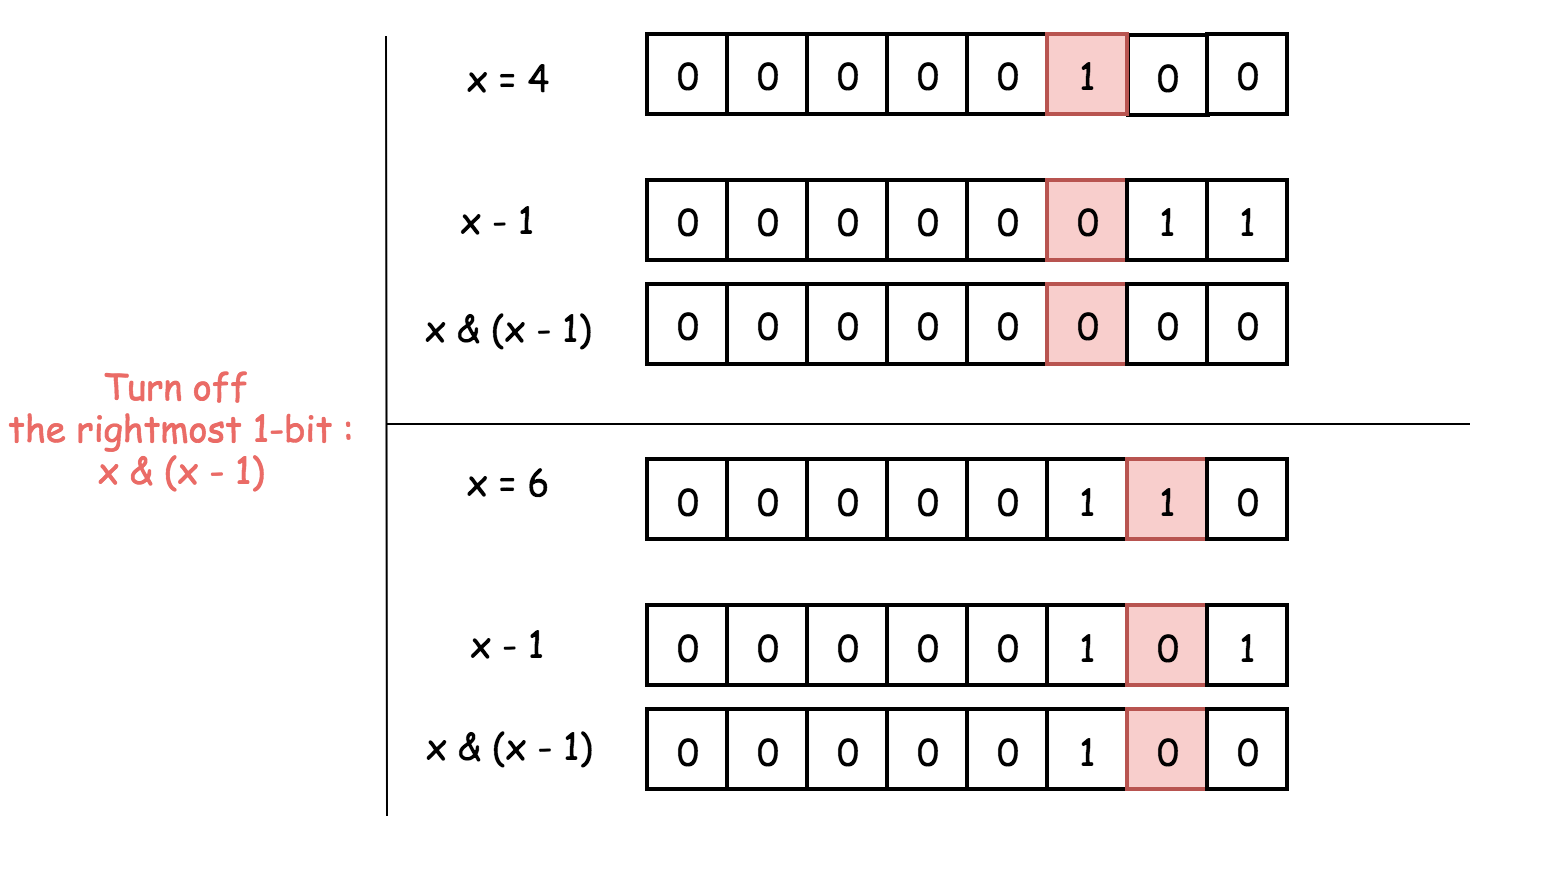 x = 4 0 0 0 0 0 1 0 0
x - 1 0 0 0 0 0 0 1 1
x & (x - 1) 0 0 0 0 0 0 0 0
Turn off
the rightmost 1-bit :
x & (x - 1)
x = 6 0 0 0 0 0 1 1 0
x - 1 0 0 0 0 0 1 0 1
x & (x - 1) 0 0 0 0 0 1 0 0